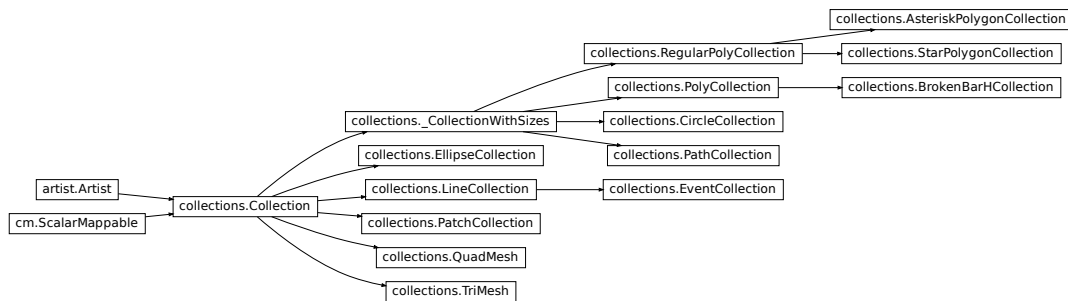 collections.AsteriskPolygonCollection
collections.RegularPolyCollection
collections.StarPolygonCollection
collections.PolyCollection
collections.BrokenBarHCollection
collections._CollectionWithSizes
collections.CircleCollection
collections.EllipseCollection
collections.PathCollection
artist.Artist
collections.LineCollection
collections.EventCollection
collections.Collection
cm.ScalarMappable
collections.PatchCollection
collections.QuadMesh
collections.TriMesh